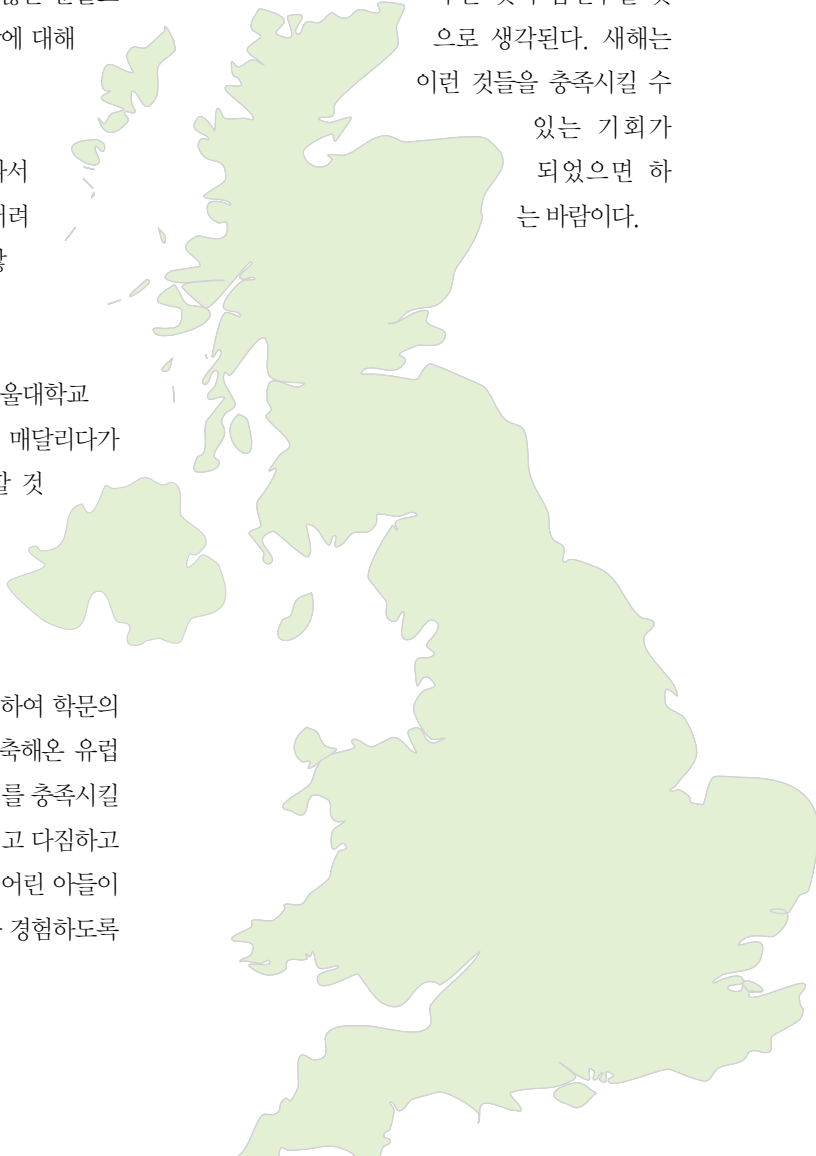 에 대해
울대학교
매달리다가
것
하여 학문의
축해온 유럽
를 충족시킬
고 다짐하고
어린 아들이
경험하도록
으로 생각된다. 새해는
이런 것들을 충족시킬 수
있는 기회가
되었으면 하
는 바람이다.